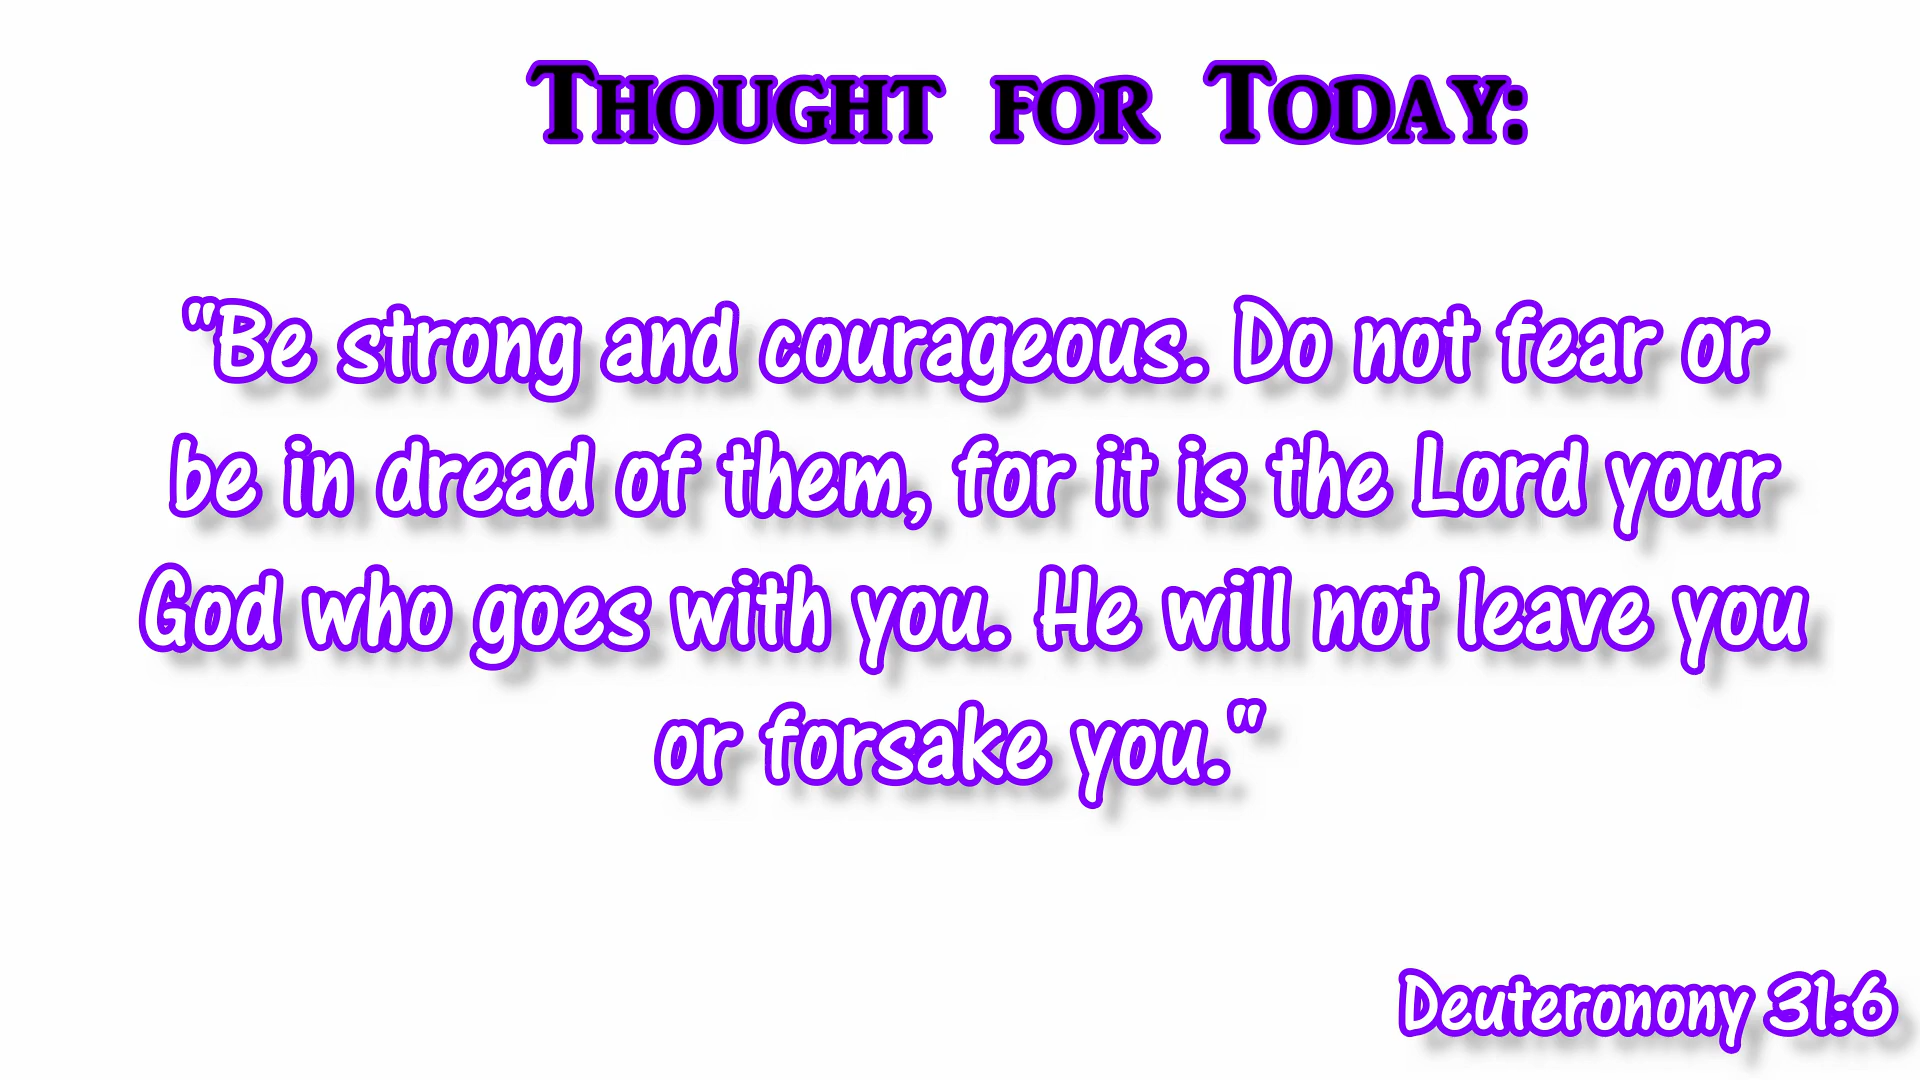 Thought for Today:
"Be strong and courageous. Do not fear or
be in dread of them, for it is the Lord your
God who goes with you. He will not leave you
or forsake you."
Deuteronony 31:6